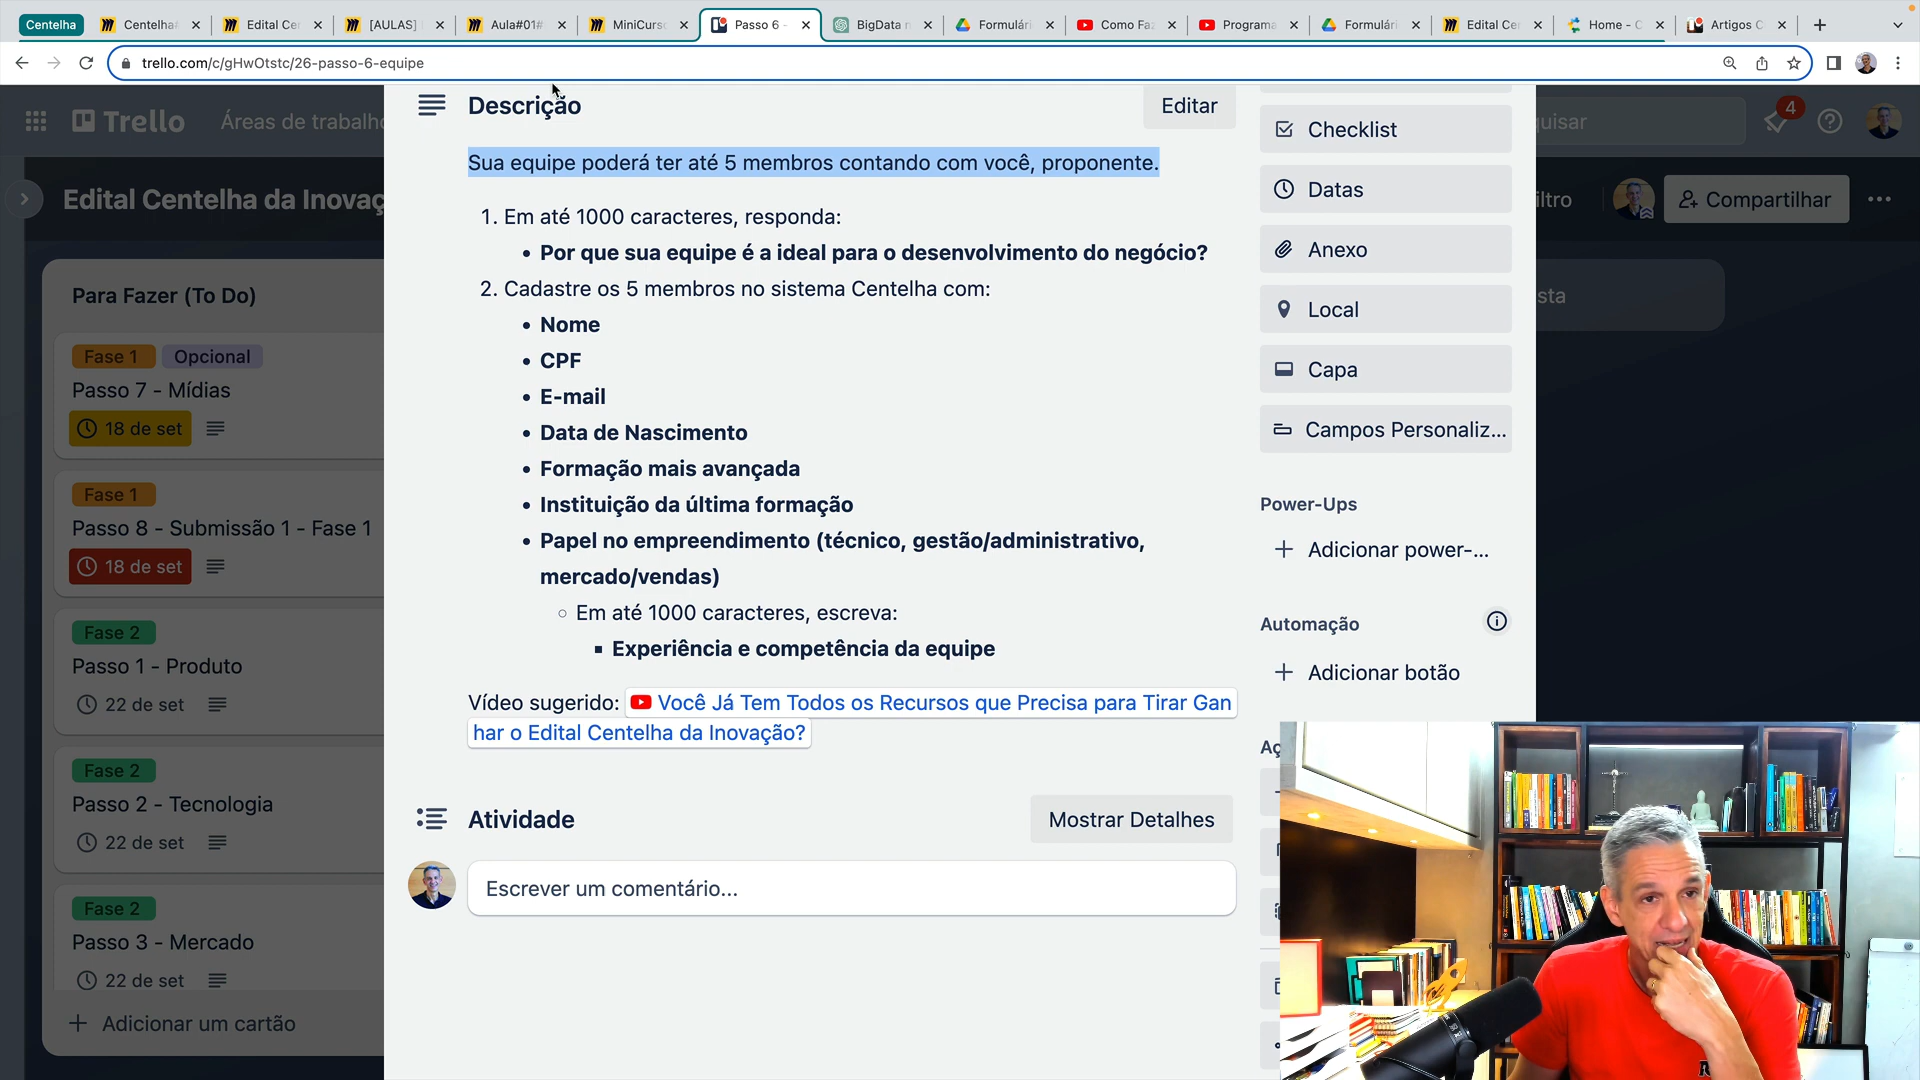 Centelha
Centelha
Edital Ce
[AULAS]
Aula#01#
MiniCurs
Passo 6 -
BigData n
Formulári
Como Fa
Programa
Formulári
Edital Ce
Home - C
Artigos C
trello.com/c/gHwOtstc/26-passo-6-equipe
Trello
Áreas de trabalho
quisar
4
Edital Centelha da Inovaç
iltro
Compartilhar
Para Fazer (To Do)
Fase 1
Opcional
Passo 7 - Mídias
18 de set
Fase 1
Passo 8 - Submissão 1 - Fase 1
18 de set
Fase 2
Passo 1 - Produto
22 de set
Fase 2
Passo 2 - Tecnologia
22 de set
Fase 2
Passo 3 - Mercado
22 de set
Adicionar um cartão
sta
Descrição
Editar
Sua equipe poderá ter até 5 membros contando com você, proponente.
1. Em até 1000 caracteres, responda:
• Por que sua equipe é a ideal para o desenvolvimento do negócio?
2. Cadastre os 5 membros no sistema Centelha com:
• Nome
• CPF
• E-mail
• Data de Nascimento
• Formação mais avançada
• Instituição da última formação
• Papel no empreendimento (técnico, gestão/administrativo,
mercado/vendas)
◦ Em até 1000 caracteres, escreva:
▪ Experiência e competência da equipe
Vídeo sugerido: Você Já Tem Todos os Recursos que Precisa para Tirar Gan
har o Edital Centelha da Inovação?
Atividade
Mostrar Detalhes
Escrever um comentário...
Checklist
Datas
Anexo
Local
Capa
Campos Personaliz...
Power-Ups
Adicionar power-...
Automação
Adicionar botão
Aç